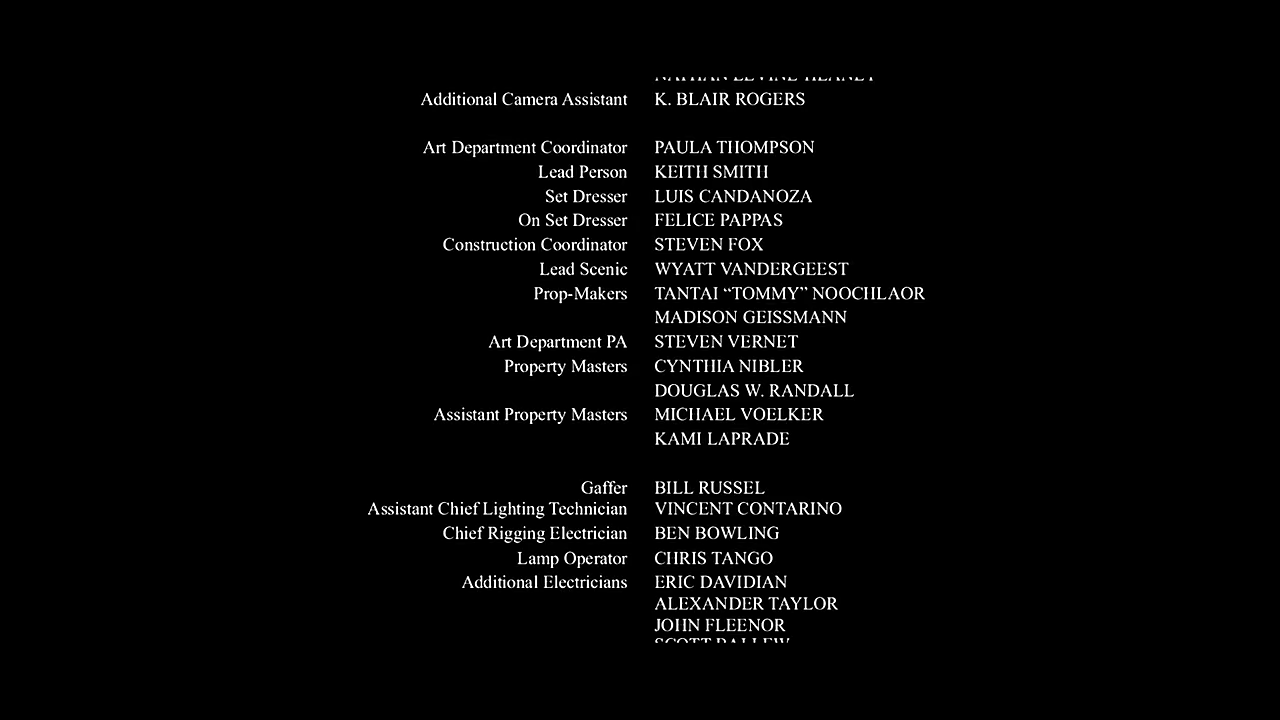 Additional Camera Assistant K. BLAIR ROGERS
Art Department Coordinator PAULA THOMPSON
Lead Person KEITH SMITH
Set Dresser LUIS CANDANOZA
On Set Dresser FELICE PAPPAS
Construction Coordinator STEVEN FOX
Lead Scenic WYATT VANDERGEEST
Prop-Makers TANTAI “TOMMY” NOOCHLAOR
MADISON GEISSMANN
Art Department PA STEVEN VERNET
Property Masters CYNTHIA NIBLER
DOUGLAS W. RANDALL
Assistant Property Masters MICHAEL VOELKER
KAMI LAPRADE
Gaffer BILL RUSSEL
Assistant Chief Lighting Technician VINCENT CONTARINO
Chief Rigging Electrician BEN BOWLING
Lamp Operator CHRIS TANGO
Additional Electricians ERIC DAVIDIAN
ALEXANDER TAYLOR
JOHN FLEENOR